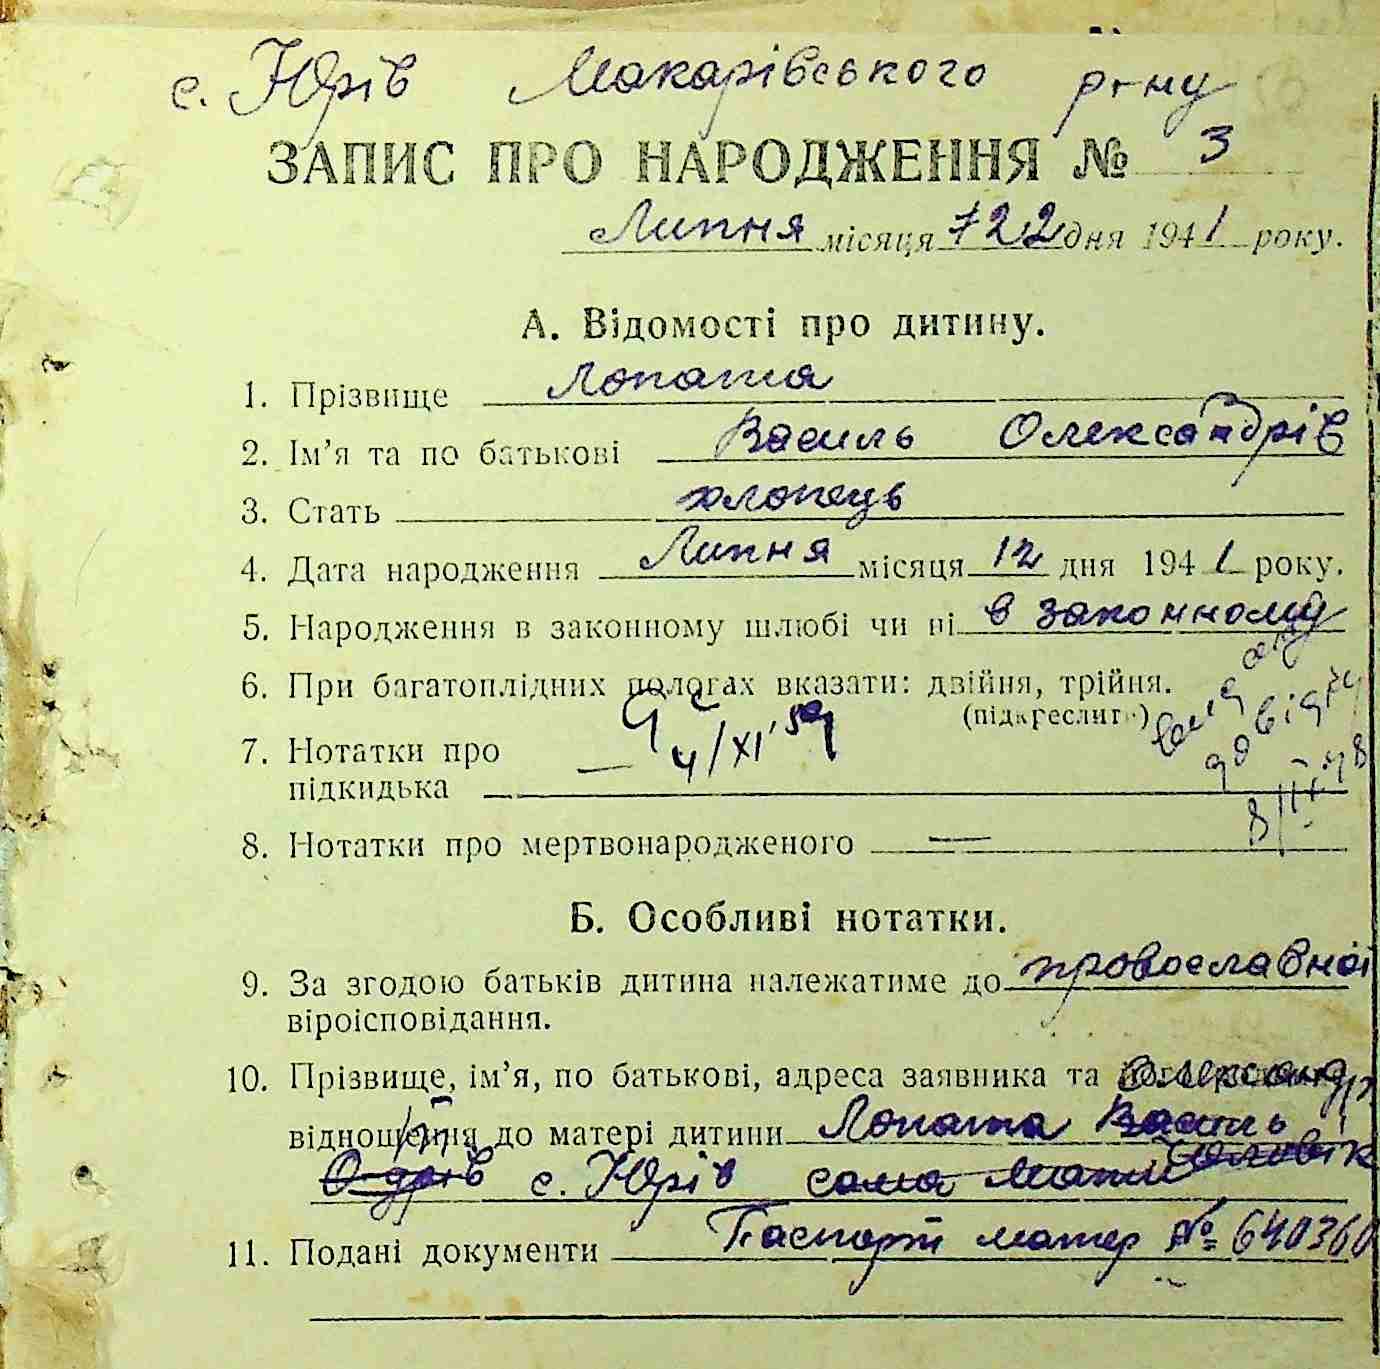 с. Юрів Макарівського р-ну
ЗАПИС ПРО НАРОДЖЕННЯ № 3
Липня місяця 22 дня 1941 року.
А. Відомості про дитину.
1. Прізвище Лопата
2. Ім'я та по батькові Василь Олександрів
3. Стать хлопець
4. Дата народження Липня місяця 12 дня 1941 року.
5. Народження в законному шлюбі чи ні в законному
6. При багатоплідних пологах вказати: двійня, трійня.
(підкреслити)
4/XI 59
7. Нотатки про —
підкидька
8. Нотатки про мертвонародженого —
Б. Особливі нотатки.
9. За згодою батьків дитина належатиме до провославної
віроісповідання.
10. Прізвище, ім'я, по батькові, адреса заявника та
відношення до матері дитини Лопата Василь
с. Юрів сама мати чоловік
11. Подані документи Паспорт матер № 640360